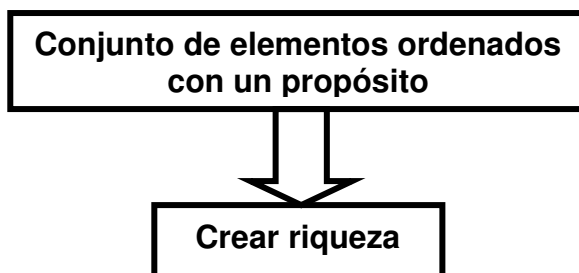 Conjunto de elementos ordenados
con un propósito
Crear riqueza